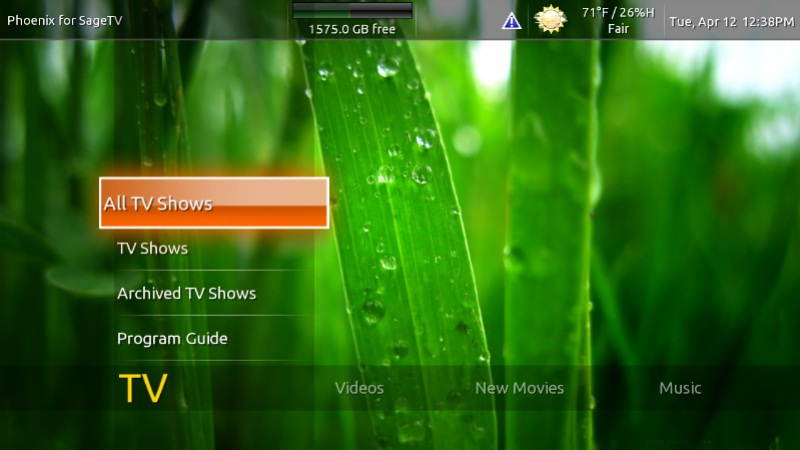 Phoenix for SageTV
1575.0 GB free
71°F / 26%H
Fair
Tue, Apr 12 12:38PM
All TV Shows
TV Shows
Archived TV Shows
Program Guide
TV
Videos
New Movies
Music